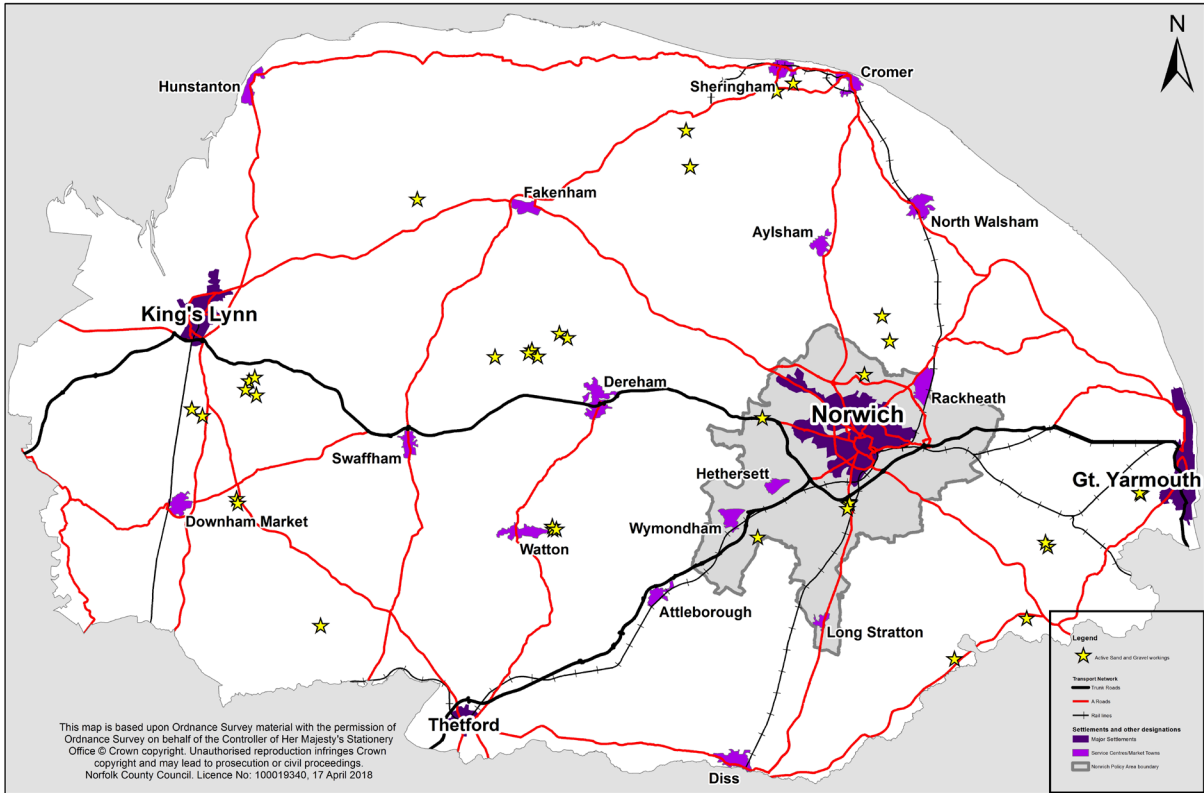 N
Hunstanton
Sheringham
Cromer
Fakenham
North Walsham
Aylsham
King's Lynn
Dereham
Rackheath
Norwich
Swaffham
Hethersett
Gt. Yarmouth
Downham Market
Wymondham
Watton
Attleborough
Long Stratton
Thetford
Diss
This map is based upon Ordnance Survey material with the permission of
Ordnance Survey on behalf of the Controller of Her Majesty's Stationery
Office © Crown copyright. Unauthorised reproduction infringes Crown
copyright and may lead to prosecution or civil proceedings.
Norfolk County Council. Licence No: 100019340, 17 April 2018
Legend
Active Sand and Gravel workings
Transport Network
Trunk Roads
A Roads
Rail lines
Settlements and other designations
Major Settlements
Service Centres/Market Towns
Norwich Policy Area boundary